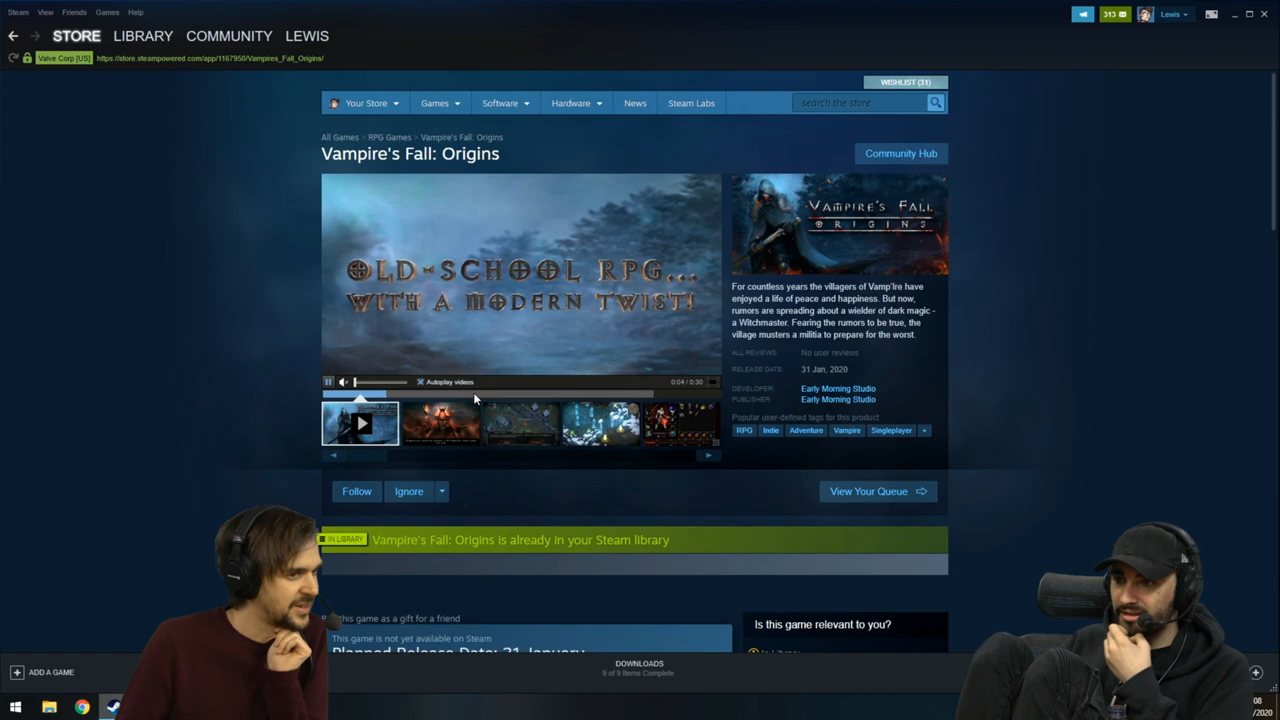 Steam View Friends Games Help
313 Lewis
STORE LIBRARY COMMUNITY LEWIS
Valve Corp [US] https://store.steampowered.com/app/1167950/Vampires_Fall_Origins/
WISHLIST (31)
Your Store Games Software Hardware News Steam Labs search the store
All Games > RPG Games > Vampire's Fall: Origins
Vampire's Fall: Origins
Community Hub
OLD-SCHOOL RPG...
WITH A MODERN TWIST!
VAMPIRE'S FALL
ORIGINS
For countless years the villagers of Vamp'Ire have
enjoyed a life of peace and happiness. But now,
rumors are spreading about a wielder of dark magic -
a Witchmaster. Fearing the rumors to be true, the
village musters a militia to prepare for the worst.
ALL REVIEWS: No user reviews
RELEASE DATE: 31 Jan, 2020
DEVELOPER: Early Morning Studio
PUBLISHER: Early Morning Studio
Popular user-defined tags for this product:
RPG Indie Adventure Vampire Singleplayer +
Autoplay videos 0:04 / 0:30
Follow Ignore View Your Queue
IN LIBRARY Vampire's Fall: Origins is already in your Steam library
this game as a gift for a friend
This game is not yet available on Steam
Planned Release Date: 31 January
Is this game relevant to you?
ADD A GAME
DOWNLOADS
9 of 9 Items Complete
08
/2020